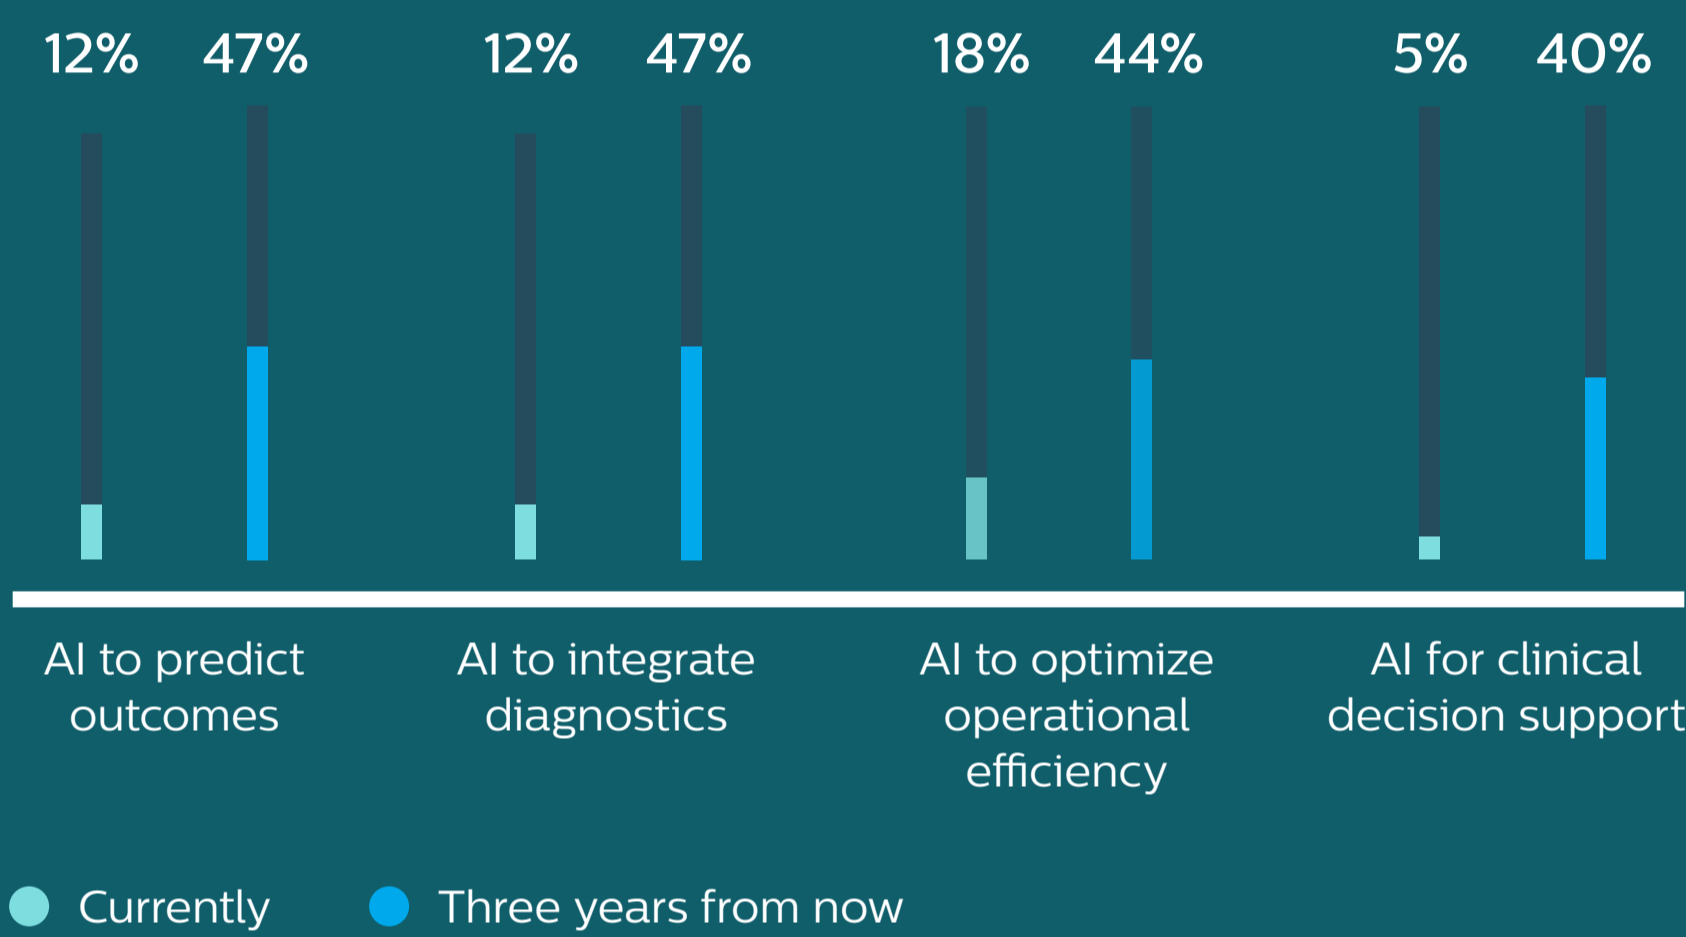 12% 47% 12% 47% 18% 44% 5% 40%
AI to predict
outcomes
AI to integrate
diagnostics
AI to optimize
operational
efficiency
AI for clinical
decision support
Currently
Three years from now